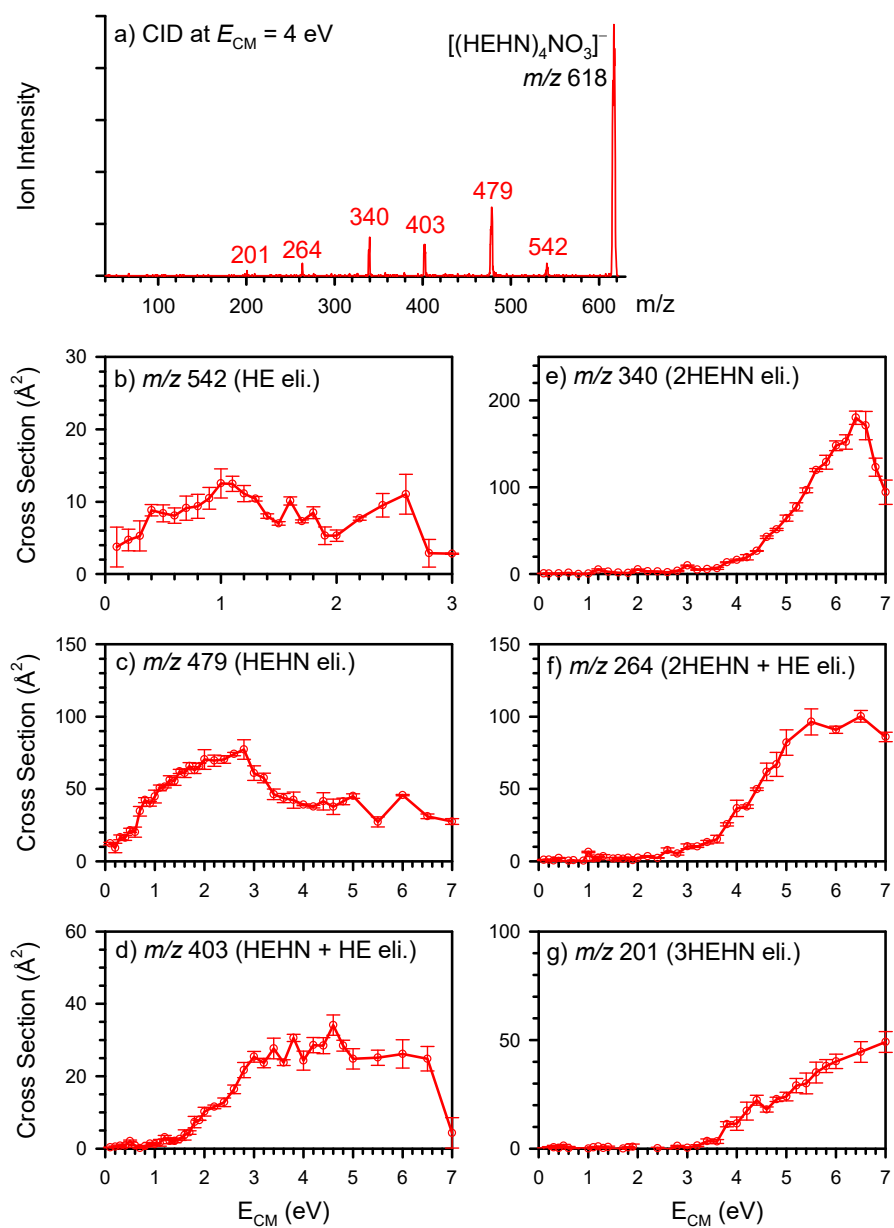 a) CID at E_CM = 4 eV
[(HEHN)₄NO₃]⁻
m/z 618
Ion Intensity
201
264
340
403
479
542
100 200 300 400 500 600 m/z
b) m/z 542 (HE eli.)
Cross Section (Å²)
30
20
10
0
0 1 2 3
e) m/z 340 (2HEHN eli.)
200
100
0
0 1 2 3 4 5 6 7
c) m/z 479 (HEHN eli.)
Cross Section (Å²)
150
100
50
0
0 1 2 3 4 5 6 7
f) m/z 264 (2HEHN + HE eli.)
150
100
50
0
0 1 2 3 4 5 6 7
d) m/z 403 (HEHN + HE eli.)
Cross Section (Å²)
60
40
20
0
0 1 2 3 4 5 6 7
E_CM (eV)
g) m/z 201 (3HEHN eli.)
100
50
0
0 1 2 3 4 5 6 7
E_CM (eV)